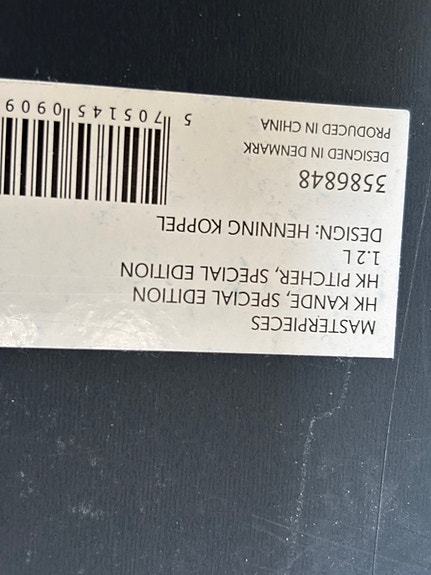 MASTERPIECES
HK KANDE, SPECIAL EDITION
HK PITCHER, SPECIAL EDITION
1.2 L
DESIGN: HENNING KOPPEL
3586848
DESIGNED IN DENMARK
PRODUCED IN CHINA
5 705145 0909